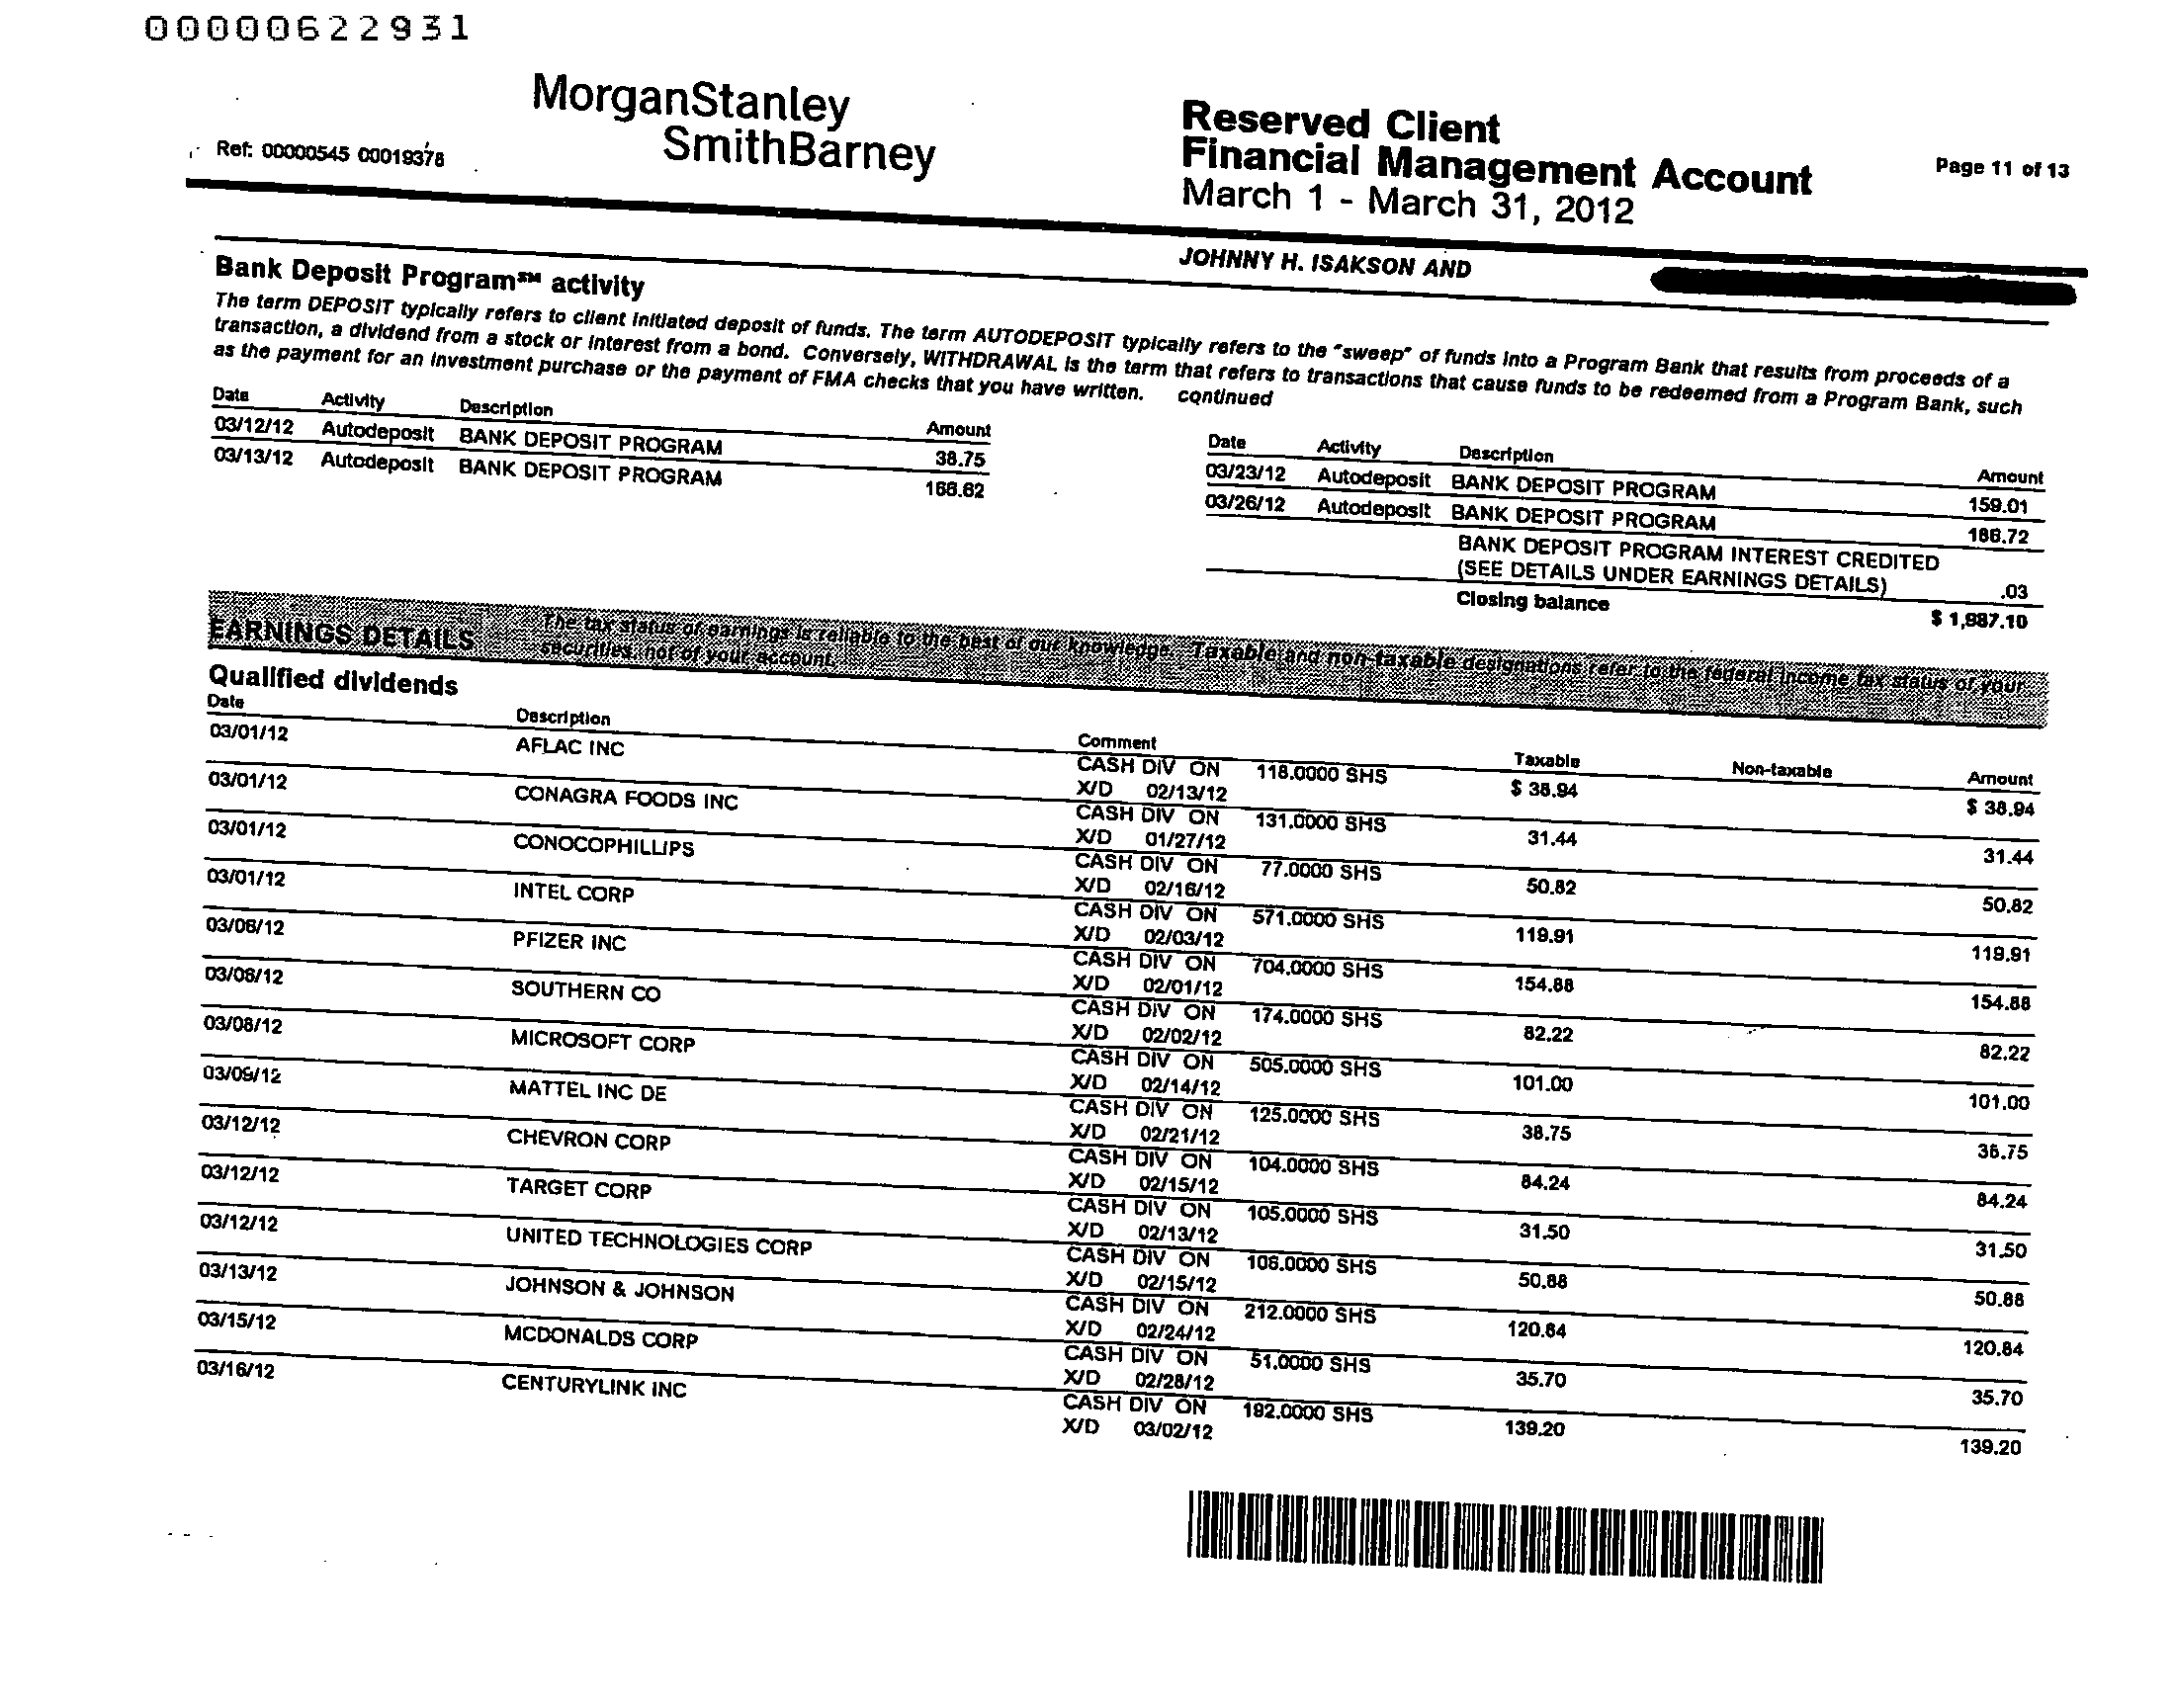 00000622931
MorganStanley
SmithBarney
Ref: 00000545 00019378
Reserved Client
Financial Management Account
March 1 - March 31, 2012
Page 11 of 13
JOHNNY H. ISAKSON AND
Bank Deposit Program℠ activity
The term DEPOSIT typically refers to client initiated deposit of funds. The term AUTODEPOSIT typically refers to the "sweep" of funds into a Program Bank that results from proceeds of a
transaction, a dividend from a stock or interest from a bond. Conversely, WITHDRAWAL is the term that refers to transactions that cause funds to be redeemed from a Program Bank, such
as the payment for an investment purchase or the payment of FMA checks that you have written. continued
Date Activity Description Amount
03/12/12 Autodeposit BANK DEPOSIT PROGRAM 38.75
03/13/12 Autodeposit BANK DEPOSIT PROGRAM 166.62
Date Activity Description Amount
03/23/12 Autodeposit BANK DEPOSIT PROGRAM 159.01
03/26/12 Autodeposit BANK DEPOSIT PROGRAM 186.72
BANK DEPOSIT PROGRAM INTEREST CREDITED
(SEE DETAILS UNDER EARNINGS DETAILS) .03
Closing balance $ 1,987.10
EARNINGS DETAILS
The tax status of earnings is reliable to the best of our knowledge. Taxable and non-taxable designations refer to the federal income tax status of your
securities, not of your account.
Qualified dividends
Date Description Comment Taxable Non-taxable Amount
03/01/12 AFLAC INC CASH DIV ON 118.0000 SHS $ 38.94 $ 38.94
X/D 02/13/12
03/01/12 CONAGRA FOODS INC CASH DIV ON 131.0000 SHS 31.44 31.44
X/D 01/27/12
03/01/12 CONOCOPHILLIPS CASH DIV ON 77.0000 SHS 50.82 50.82
X/D 02/16/12
03/01/12 INTEL CORP CASH DIV ON 571.0000 SHS 119.91 119.91
X/D 02/03/12
03/06/12 PFIZER INC CASH DIV ON 704.0000 SHS 154.88 154.88
X/D 02/01/12
03/06/12 SOUTHERN CO CASH DIV ON 174.0000 SHS 82.22 82.22
X/D 02/02/12
03/08/12 MICROSOFT CORP CASH DIV ON 505.0000 SHS 101.00 101.00
X/D 02/14/12
03/09/12 MATTEL INC DE CASH DIV ON 125.0000 SHS 38.75 38.75
X/D 02/21/12
03/12/12 CHEVRON CORP CASH DIV ON 104.0000 SHS 84.24 84.24
X/D 02/15/12
03/12/12 TARGET CORP CASH DIV ON 105.0000 SHS 31.50 31.50
X/D 02/13/12
03/12/12 UNITED TECHNOLOGIES CORP CASH DIV ON 106.0000 SHS 50.88 50.88
X/D 02/15/12
03/13/12 JOHNSON & JOHNSON CASH DIV ON 212.0000 SHS 120.84 120.84
X/D 02/24/12
03/15/12 MCDONALDS CORP CASH DIV ON 51.0000 SHS 35.70 35.70
X/D 02/28/12
03/16/12 CENTURYLINK INC CASH DIV ON 192.0000 SHS 139.20 139.20
X/D 03/02/12